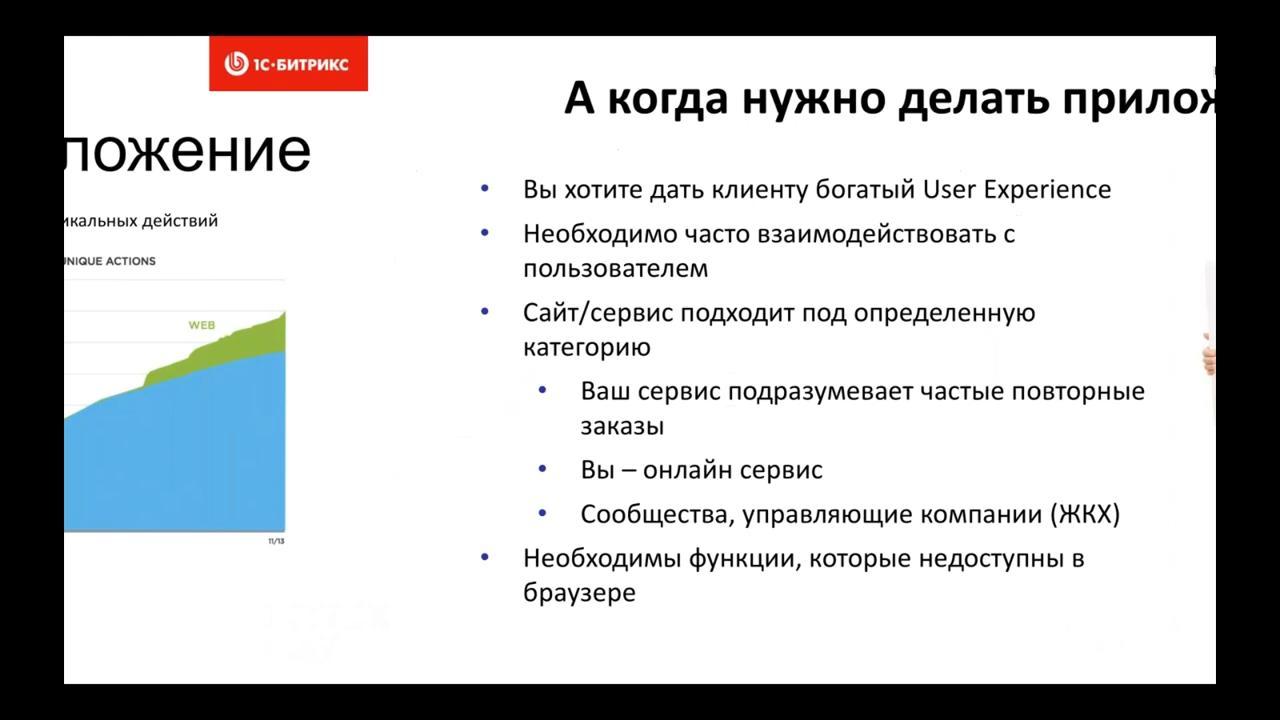 1С·БИТРИКС
ложение
икальных действий
UNIQUE ACTIONS
WEB
11/13
А когда нужно делать прилож
• Вы хотите дать клиенту богатый User Experience
• Необходимо часто взаимодействовать с
пользователем
• Сайт/сервис подходит под определенную
категорию
• Ваш сервис подразумевает частые повторные
заказы
• Вы – онлайн сервис
• Сообщества, управляющие компании (ЖКХ)
• Необходимы функции, которые недоступны в
браузере